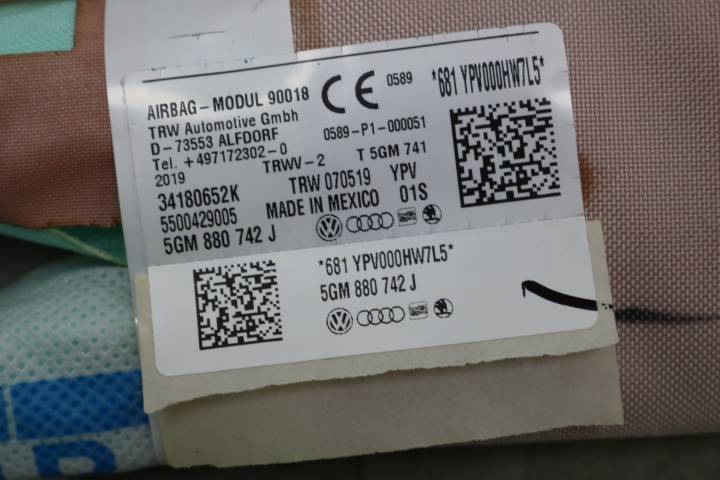 AIRBAG-MODUL 90018 CE 0589 *681 YPV000HW7L5*
TRW Automotive GmbH
D-73553 ALFDORF 0589-P1-000051
Tel. +497172302-0 TRWV-2 T 5GM 741
2019
34180652K TRW 070519 YPV
5500429005 MADE IN MEXICO 01S
5GM 880 742 J
*681 YPV000HW7L5*
5GM 880 742 J